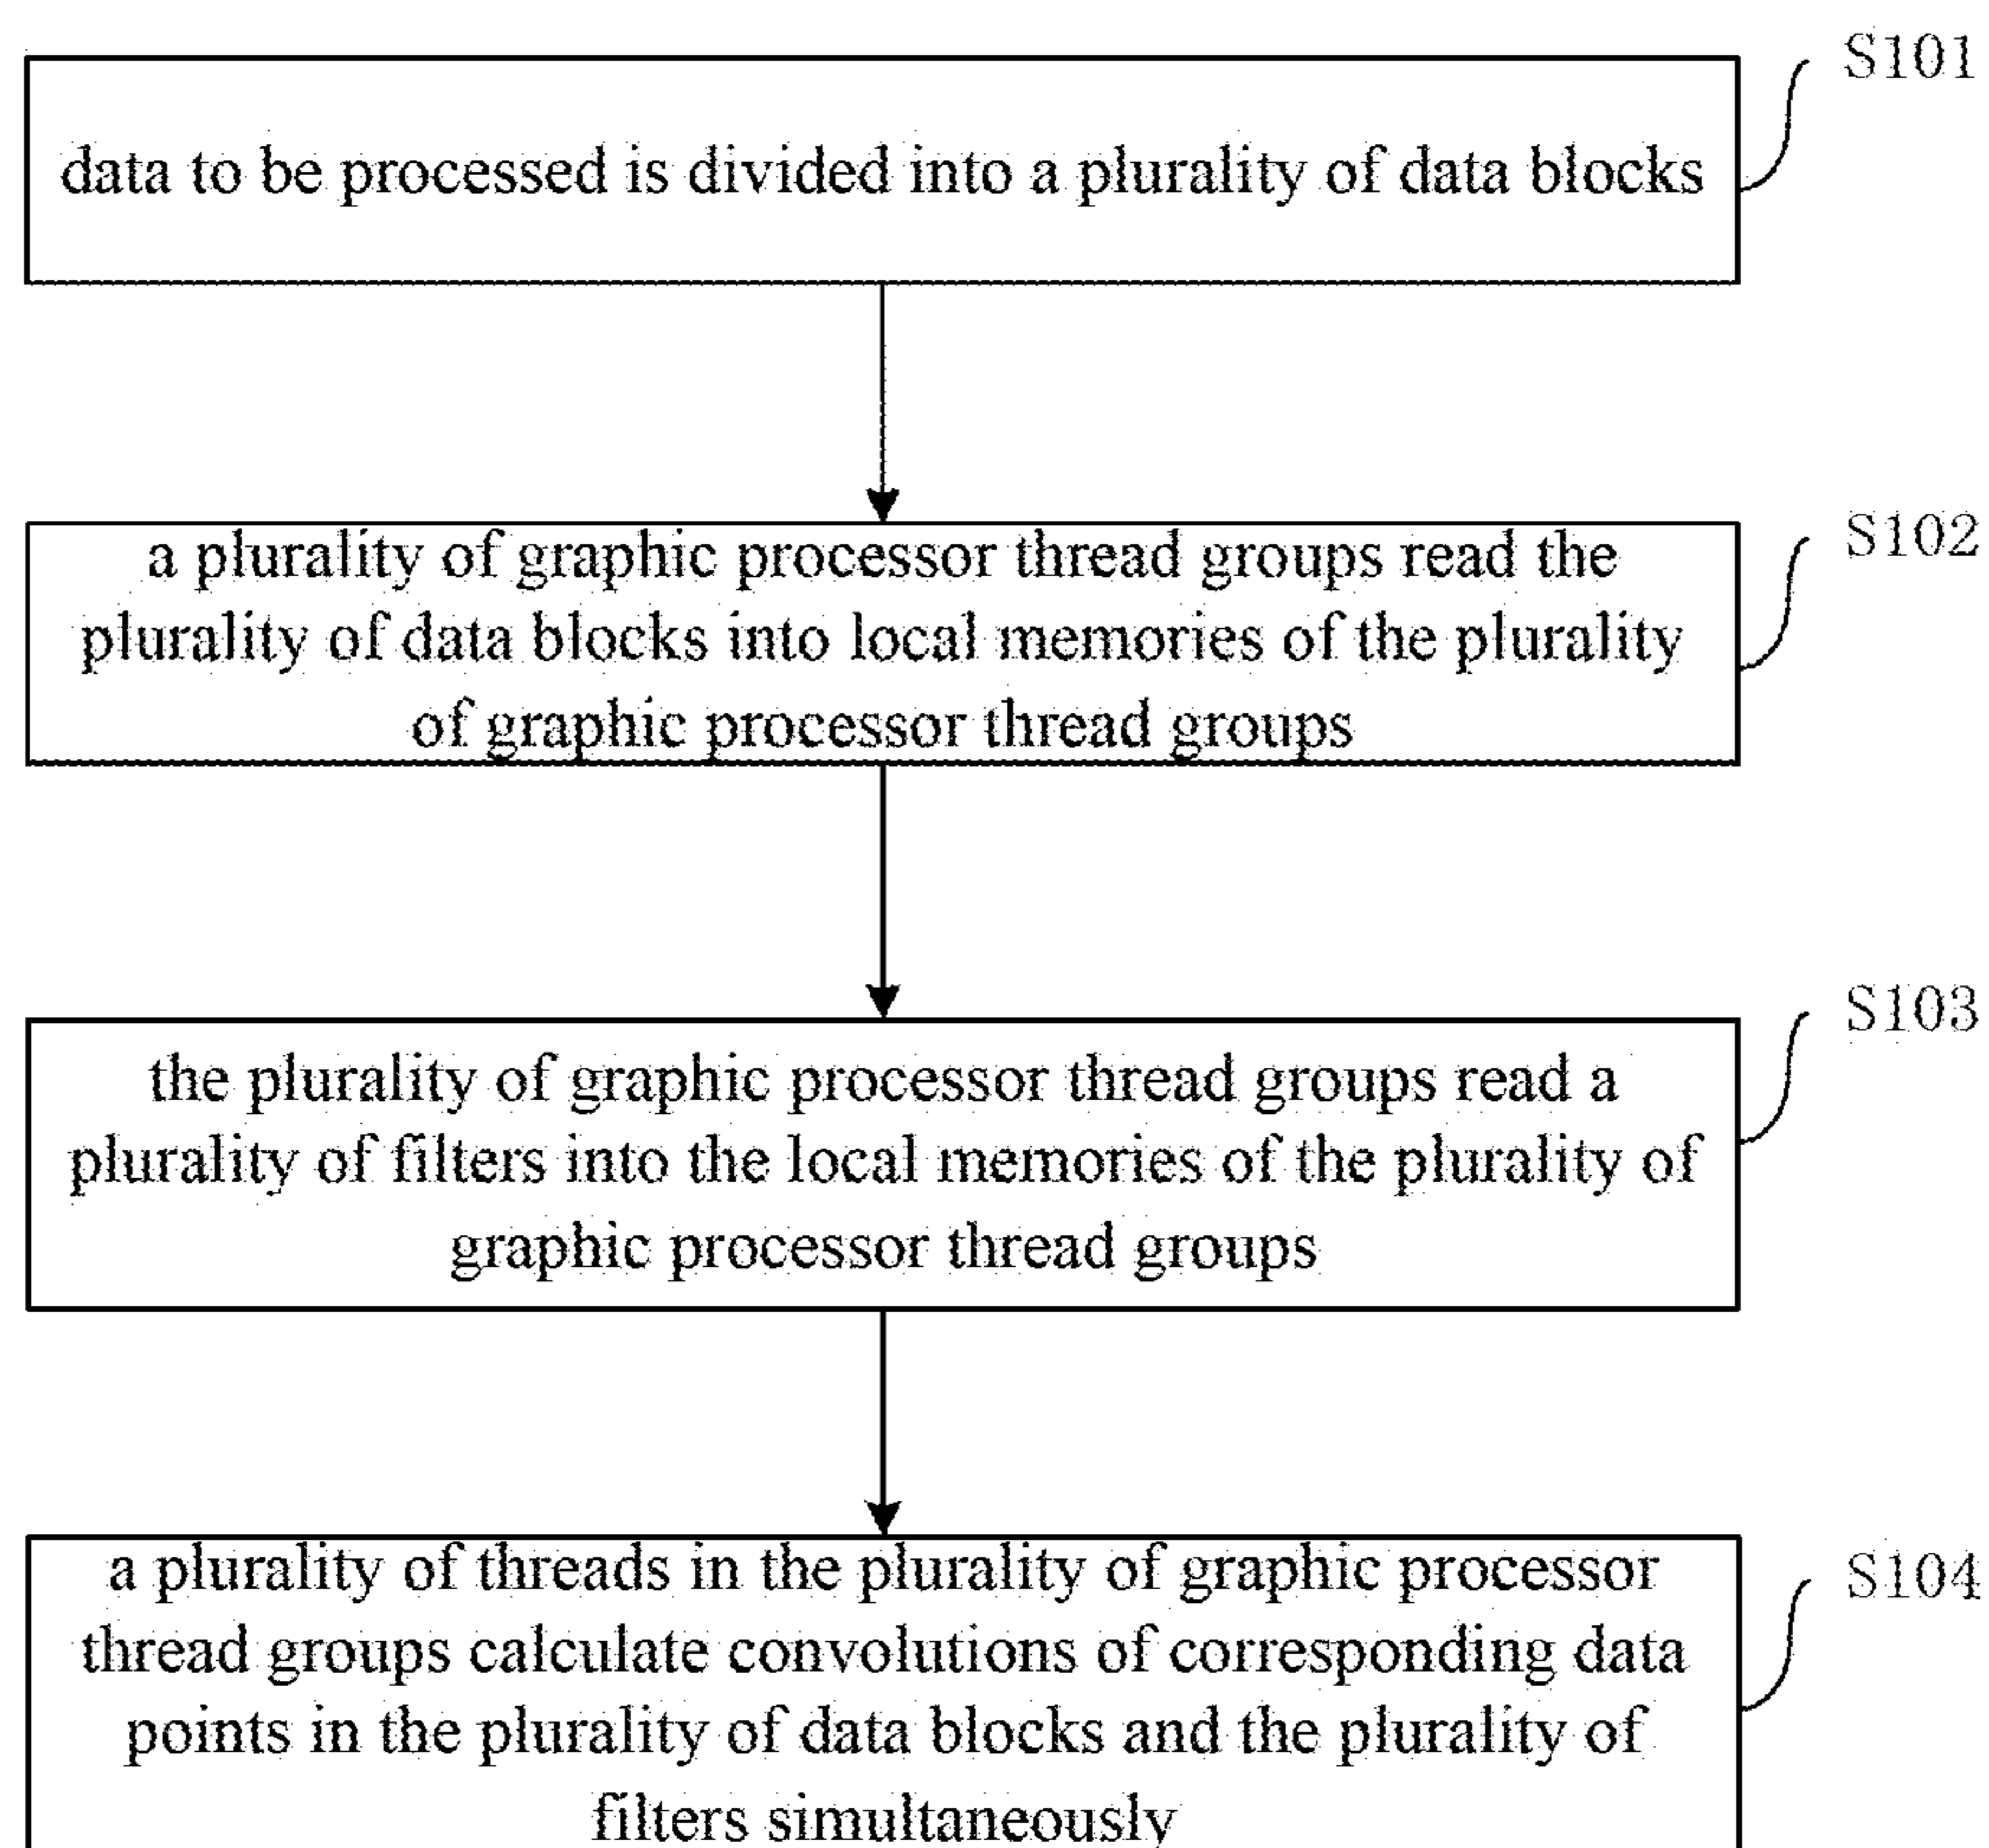 S101
data to be processed is divided into a plurality of data blocks
S102
a plurality of graphic processor thread groups read the
plurality of data blocks into local memories of the plurality
of graphic processor thread groups
S103
the plurality of graphic processor thread groups read a
plurality of filters into the local memories of the plurality of
graphic processor thread groups
S104
a plurality of threads in the plurality of graphic processor
thread groups calculate convolutions of corresponding data
points in the plurality of data blocks and the plurality of
filters simultaneously